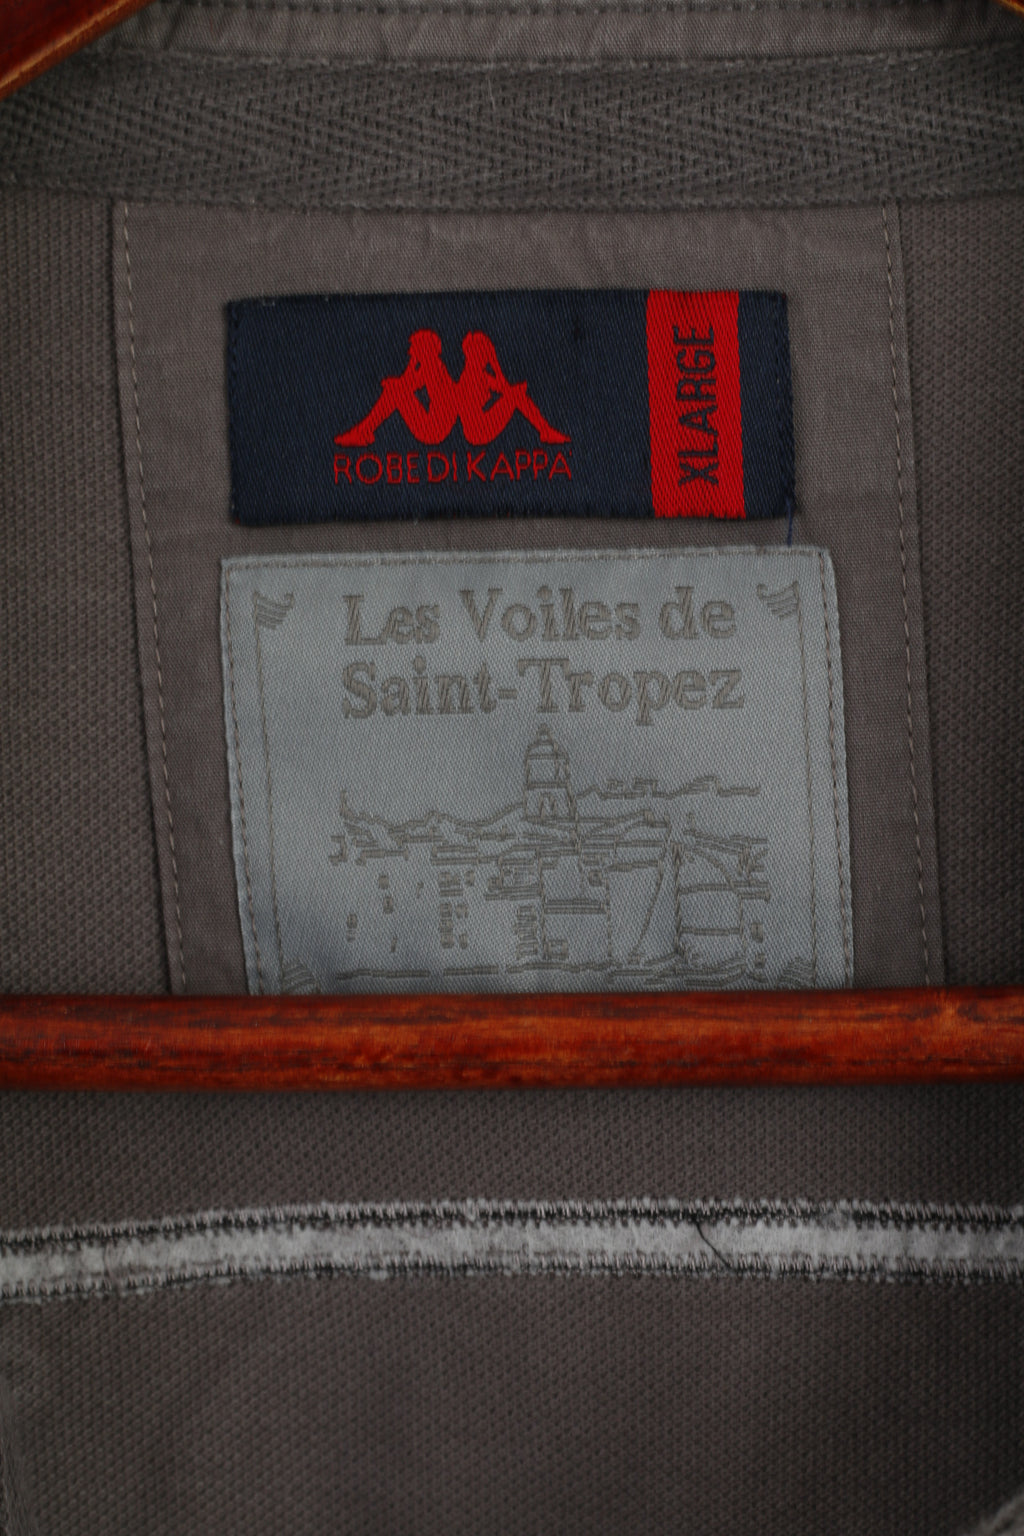 ROBE DI KAPPA
XLARGE
Les Voiles de
Saint-Tropez